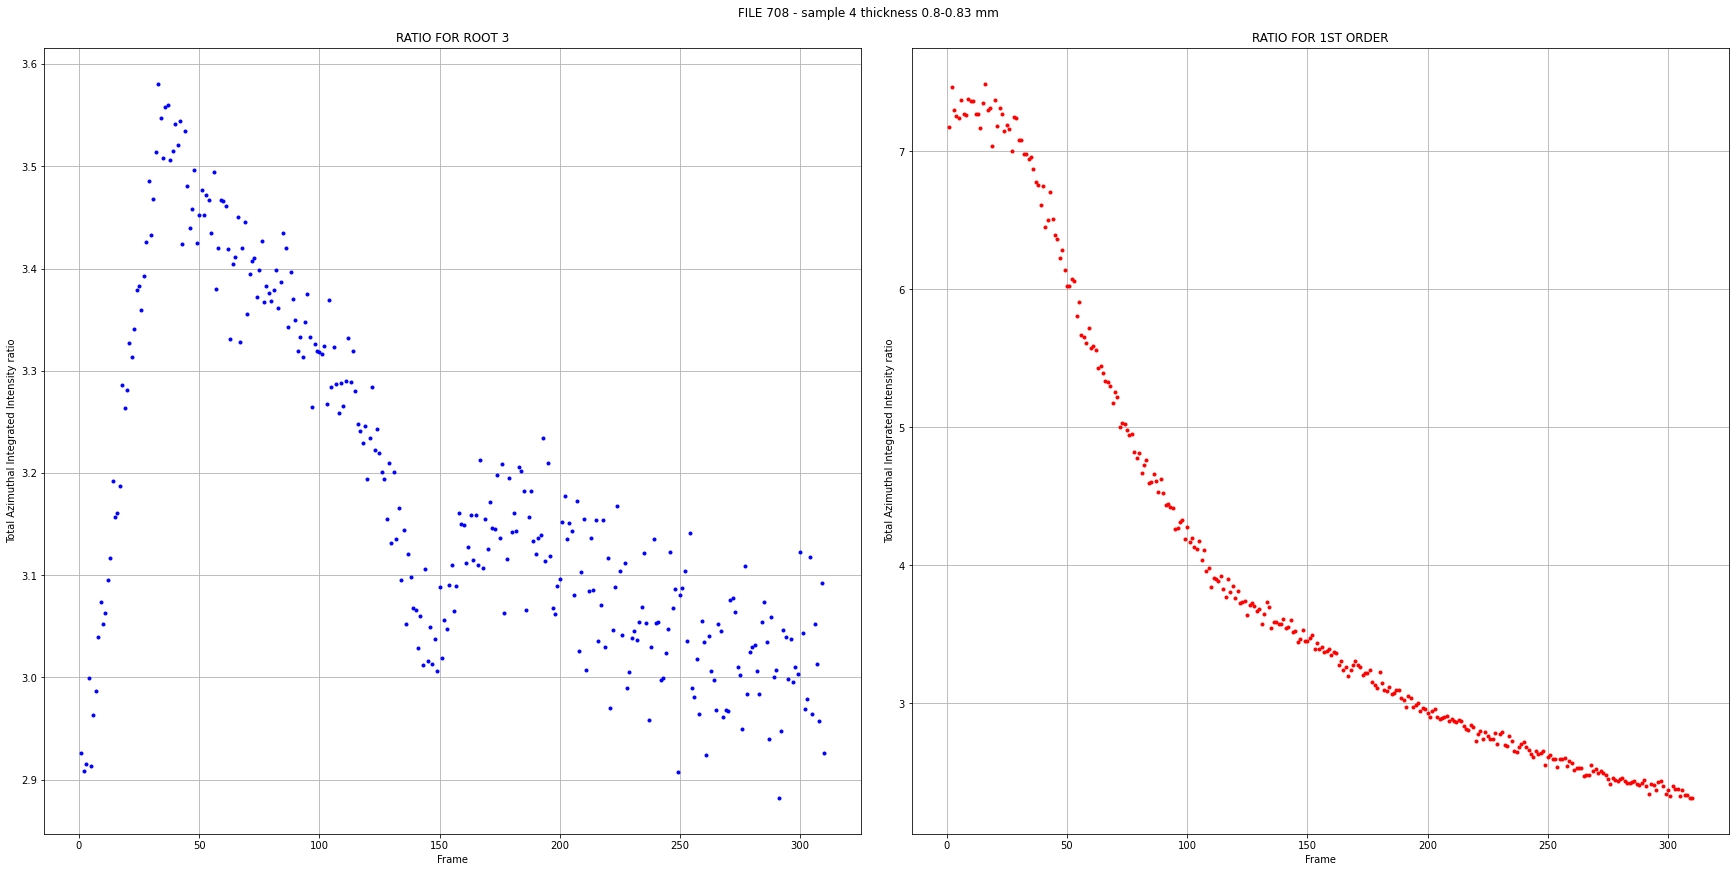 FILE 708 - sample 4 thickness 0.8-0.83 mm
RATIO FOR ROOT 3
Total Azimuthal Integrated Intensity ratio
3.6
3.5
3.4
3.3
3.2
3.1
3.0
2.9
0 50 100 150 200 250 300
Frame
RATIO FOR 1ST ORDER
Total Azimuthal Integrated Intensity ratio
7
6
5
4
3
0 50 100 150 200 250 300
Frame